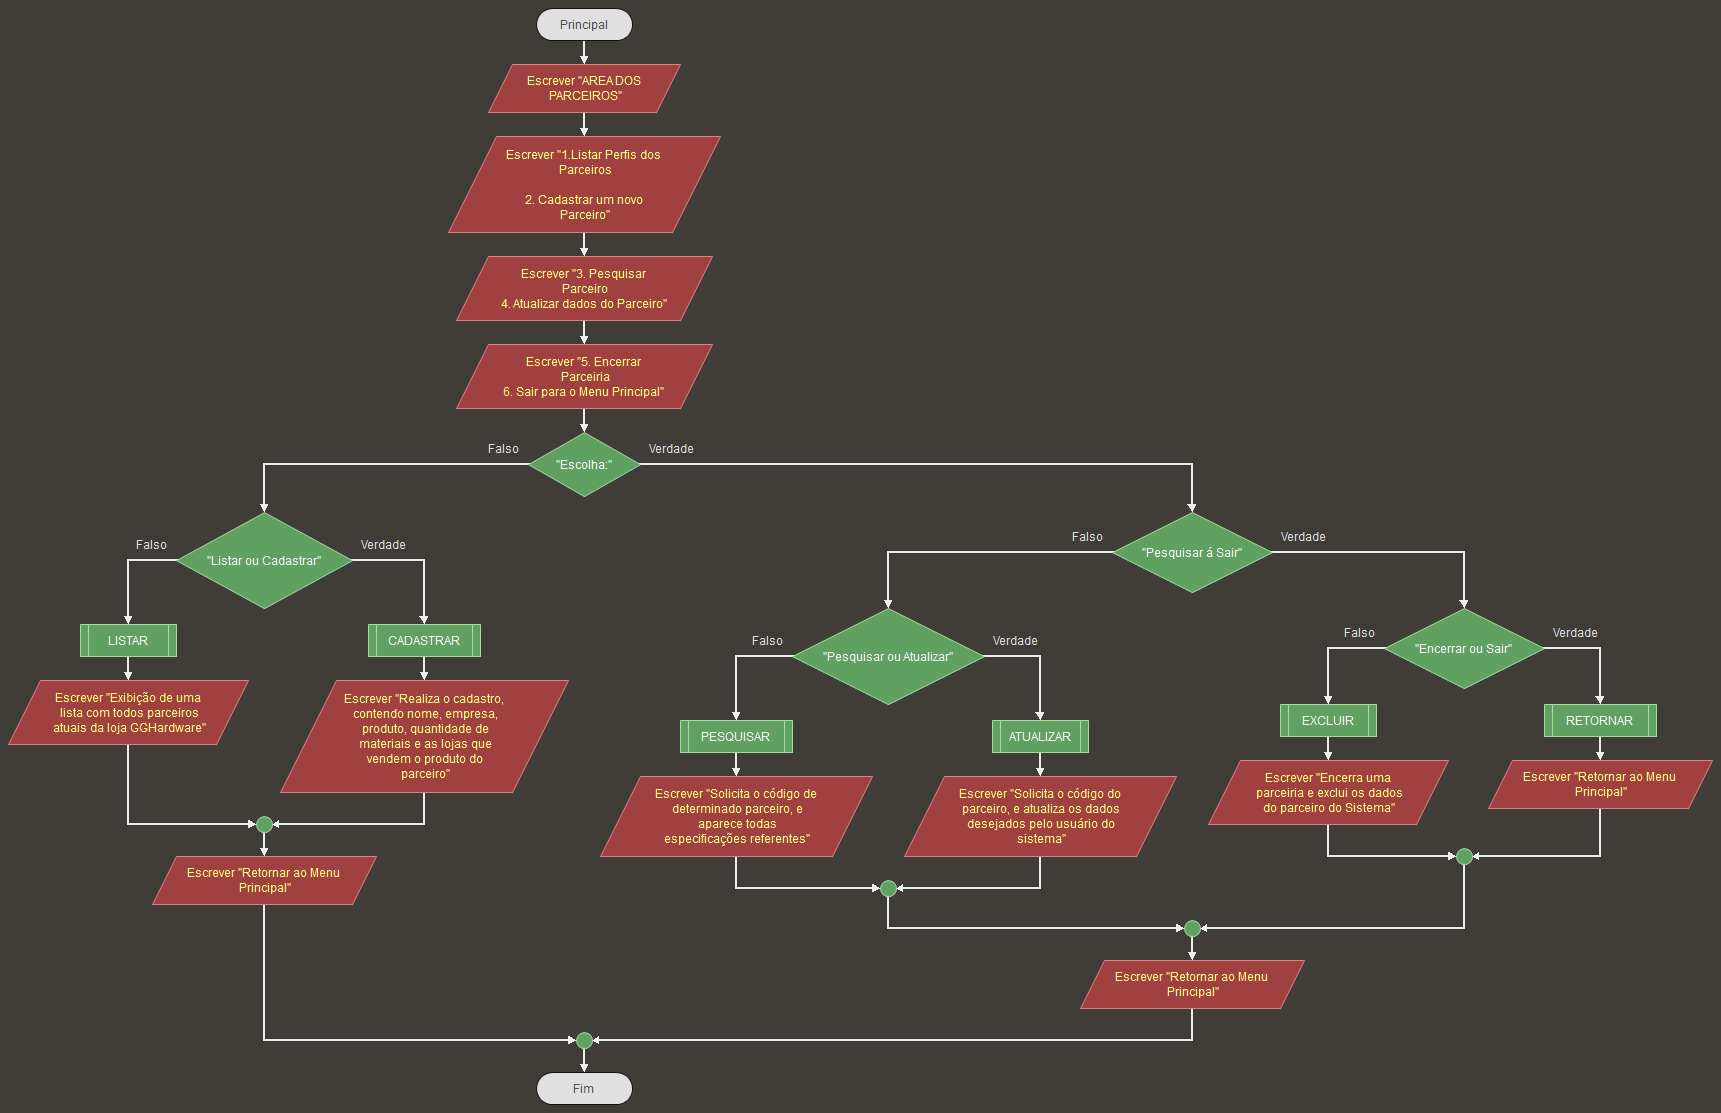 Principal
Escrever "AREA DOS
PARCEIROS"
Escrever "1.Listar Perfis dos
Parceiros
2. Cadastrar um novo
Parceiro"
Escrever "3. Pesquisar
Parceiro
4. Atualizar dados do Parceiro"
Escrever "5. Encerrar
Parceiria
6. Sair para o Menu Principal"
Falso
Verdade
"Escolha:"
Falso
Verdade
"Listar ou Cadastrar"
LISTAR
CADASTRAR
Escrever "Exibição de uma
lista com todos parceiros
atuais da loja GGHardware"
Escrever "Realiza o cadastro,
contendo nome, empresa,
produto, quantidade de
materiais e as lojas que
vendem o produto do
parceiro"
Escrever "Retornar ao Menu
Principal"
Falso
Verdade
"Pesquisar á Sair"
Falso
Verdade
"Pesquisar ou Atualizar"
PESQUISAR
ATUALIZAR
Escrever "Solicita o código de
determinado parceiro, e
aparece todas
especificações referentes"
Escrever "Solicita o código do
parceiro, e atualiza os dados
desejados pelo usuário do
sistema"
Falso
Verdade
"Encerrar ou Sair"
EXCLUIR
RETORNAR
Escrever "Encerra uma
parceiria e exclui os dados
do parceiro do Sistema"
Escrever "Retornar ao Menu
Principal"
Escrever "Retornar ao Menu
Principal"
Fim